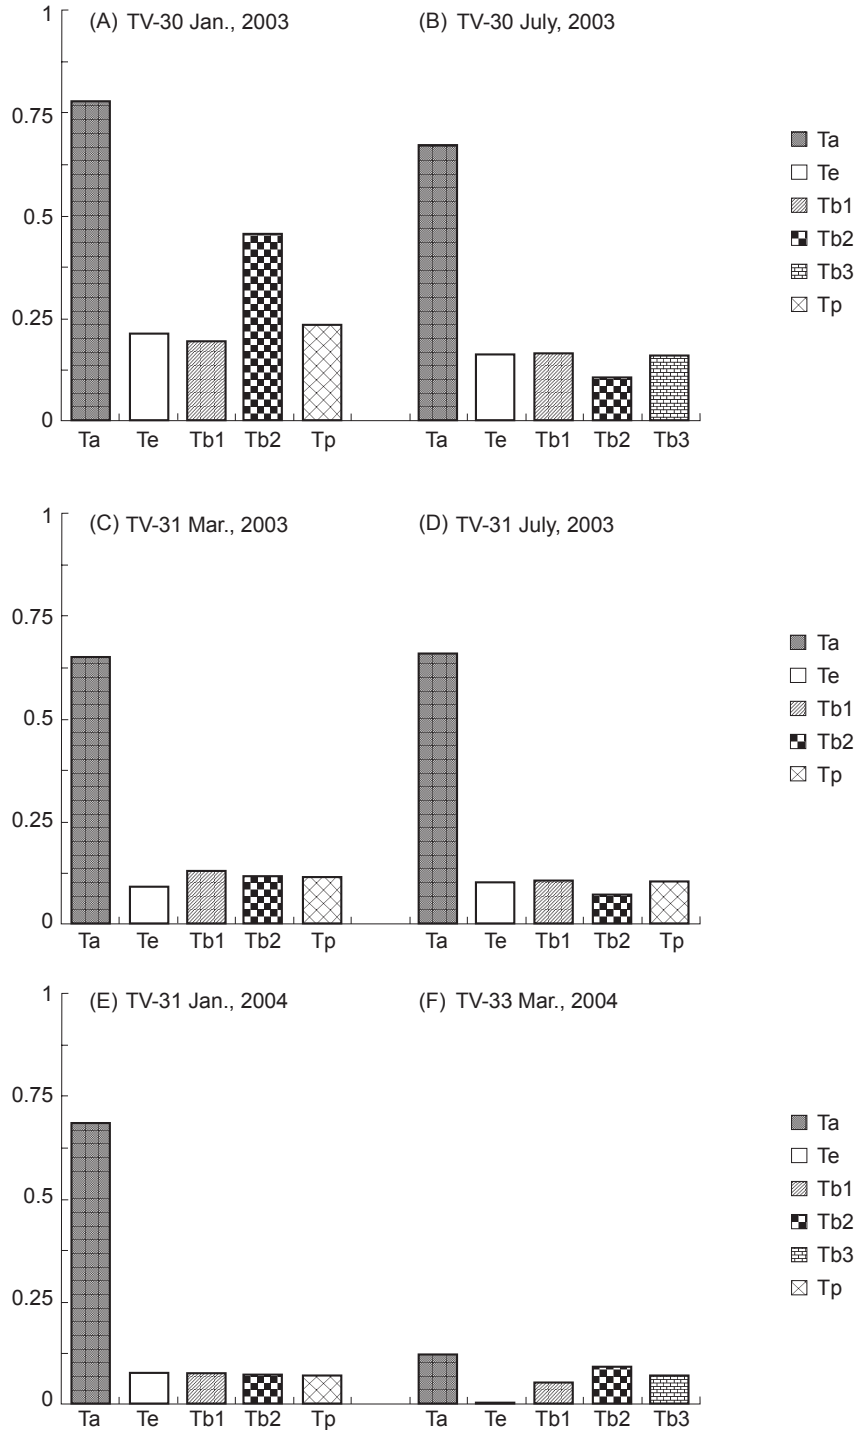 (A) TV-30 Jan., 2003
(B) TV-30 July, 2003
1
0.75
0.5
0.25
0
Ta Te Tb1 Tb2 Tp
Ta Te Tb1 Tb2 Tb3
Ta
Te
Tb1
Tb2
Tb3
Tp
(C) TV-31 Mar., 2003
(D) TV-31 July, 2003
1
0.75
0.5
0.25
0
Ta Te Tb1 Tb2 Tp
Ta Te Tb1 Tb2 Tp
Ta
Te
Tb1
Tb2
Tp
(E) TV-31 Jan., 2004
(F) TV-33 Mar., 2004
1
0.75
0.5
0.25
0
Ta Te Tb1 Tb2 Tp
Ta Te Tb1 Tb2 Tb3
Ta
Te
Tb1
Tb2
Tb3
Tp